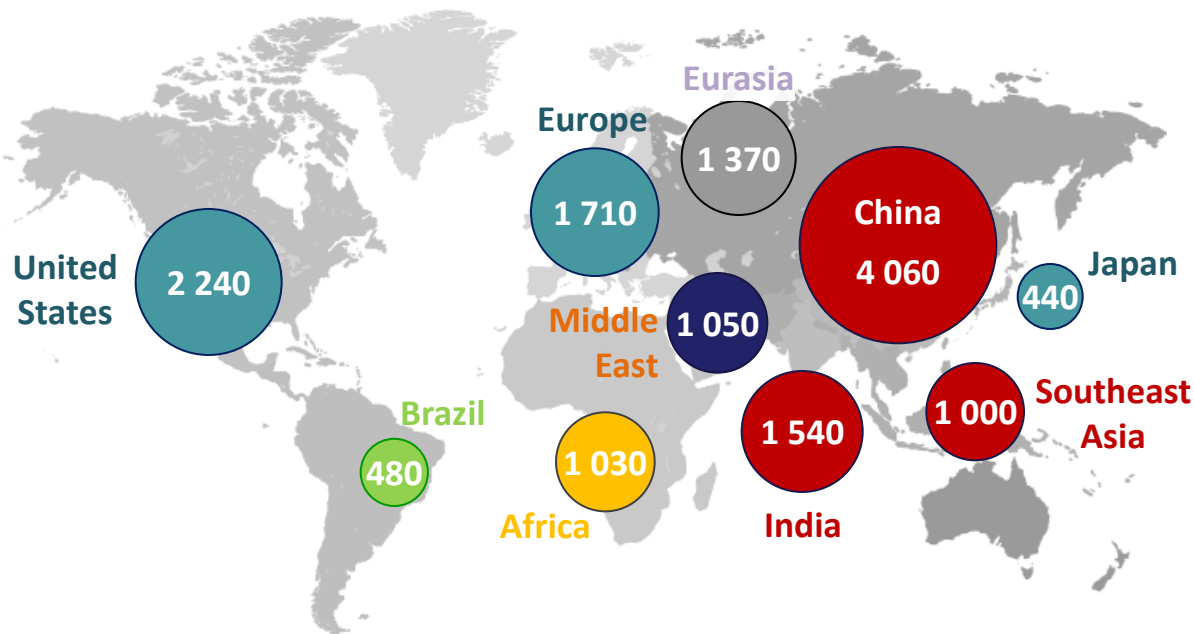 Eurasia
1 370
Europe
1 710
China
4 060
United
States
2 240
Japan
440
Middle
East
1 050
Brazil
480
Southeast
Asia
1 000
1 540
India
1 030
Africa